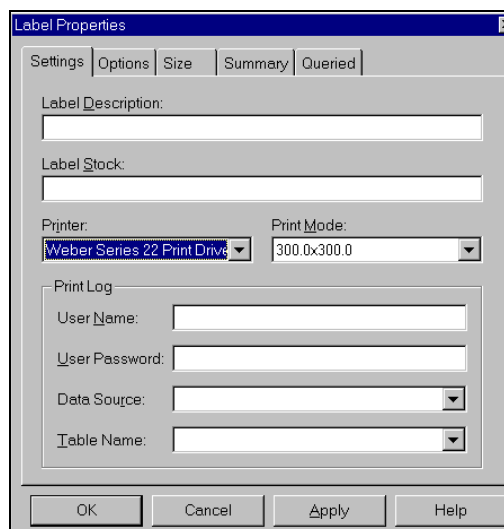 Label Properties
Settings Options Size Summary Queried
Label Description:
Label Stock:
Printer: Print Mode:
Weber Series 22 Print Drive 300.0x300.0
Print Log
User Name:
User Password:
Data Source:
Table Name:
OK Cancel Apply Help